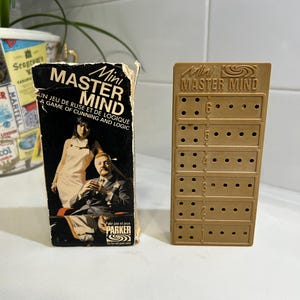 Mini
MASTER
MIND
UN JEU DE RUSE ET DE LOGIQUE
A GAME OF CUNNING AND LOGIC
PARKER
Mini
MASTER MIND